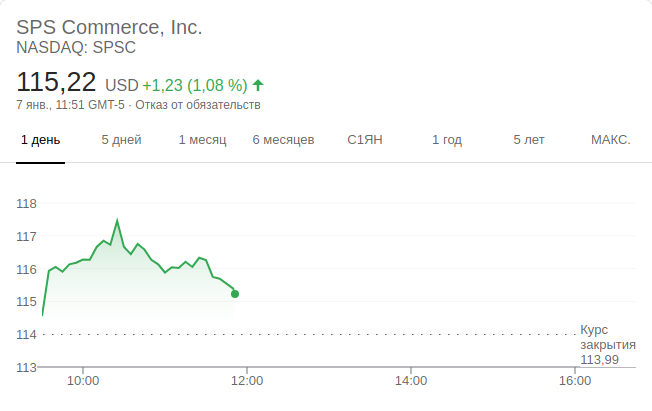 SPS Commerce, Inc.
NASDAQ: SPSC
115,22 USD +1,23 (1,08 %)
7 янв., 11:51 GMT-5 · Отказ от обязательств
1 день 5 дней 1 месяц 6 месяцев С1ЯН 1 год 5 лет МАКС.
118
117
116
115
114
113
Курс
закрытия
113,99
10:00 12:00 14:00 16:00